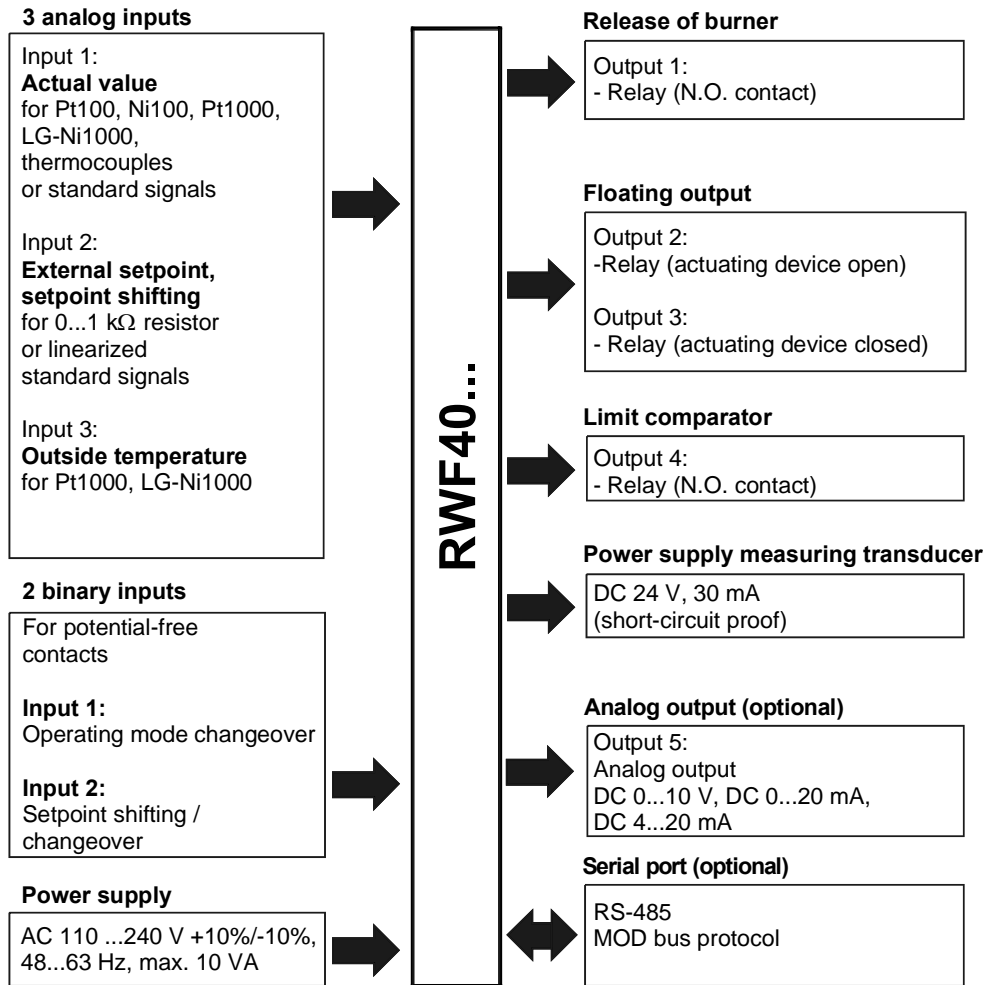 3 analog inputs
Input 1:
Actual value
for Pt100, Ni100, Pt1000,
LG-Ni1000,
thermocouples
or standard signals
Input 2:
External setpoint,
setpoint shifting
for 0...1 kΩ resistor
or linearized
standard signals
Input 3:
Outside temperature
for Pt1000, LG-Ni1000
2 binary inputs
For potential-free
contacts
Input 1:
Operating mode changeover
Input 2:
Setpoint shifting /
changeover
Power supply
AC 110 ...240 V +10%/-10%,
48...63 Hz, max. 10 VA
RWF40...
Release of burner
Output 1:
- Relay (N.O. contact)
Floating output
Output 2:
-Relay (actuating device open)
Output 3:
- Relay (actuating device closed)
Limit comparator
Output 4:
- Relay (N.O. contact)
Power supply measuring transducer
DC 24 V, 30 mA
(short-circuit proof)
Analog output (optional)
Output 5:
Analog output
DC 0...10 V, DC 0...20 mA,
DC 4...20 mA
Serial port (optional)
RS-485
MOD bus protocol